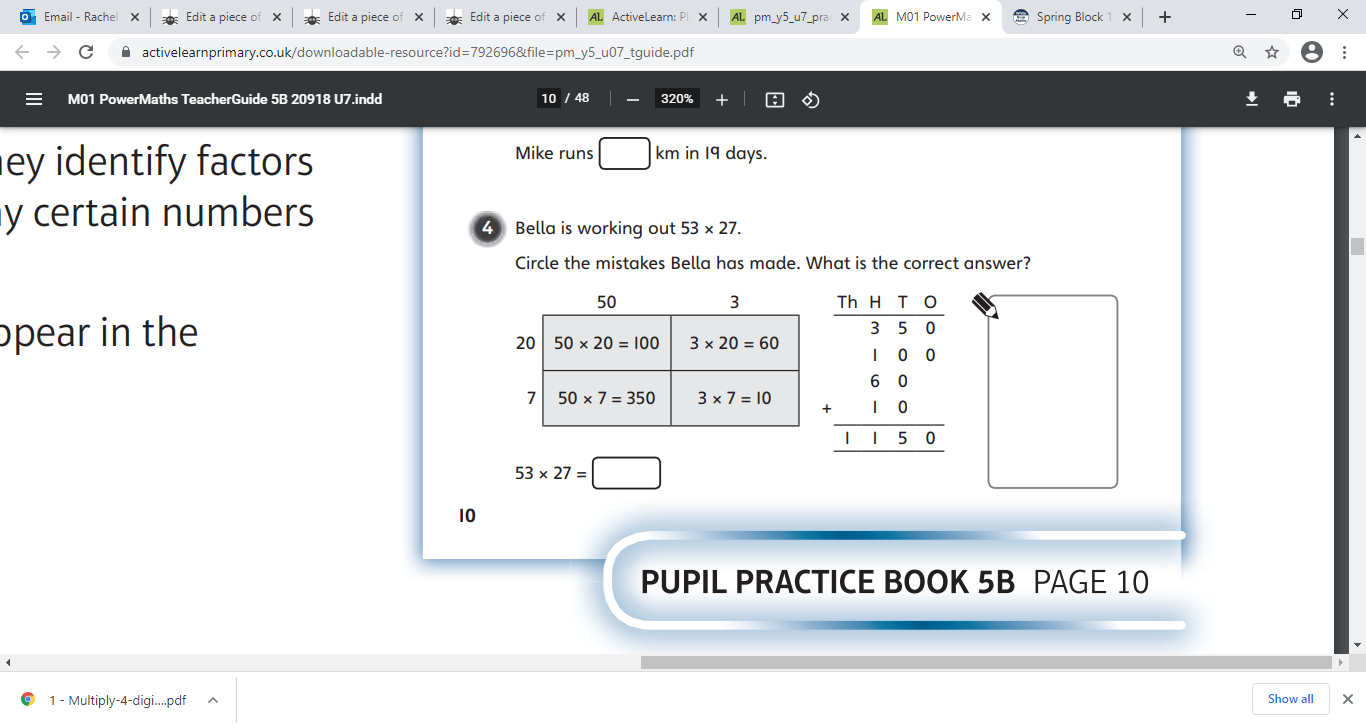 Email - Rachel
Edit a piece of
Edit a piece of
Edit a piece of
ActiveLearn: Pl
pm_y5_u7_pra
M01 PowerMa
Spring Block 1
activelearnprimary.co.uk/downloadable-resource?id=792696&file=pm_y5_u07_tguide.pdf
M01 PowerMaths TeacherGuide 5B 20918 U7.indd
10 / 48
320%
ey identify factors
y certain numbers
ppear in the
Mike runs km in 19 days.
4 Bella is working out 53 × 27.
Circle the mistakes Bella has made. What is the correct answer?
50 3
20 50 × 20 = 100 3 × 20 = 60
7 50 × 7 = 350 3 × 7 = 10
Th H T O
3 5 0
1 0 0
6 0
+ 1 0
1 1 5 0
53 × 27 =
10
PUPIL PRACTICE BOOK 5B PAGE 10
1 - Multiply-4-digi....pdf
Show all